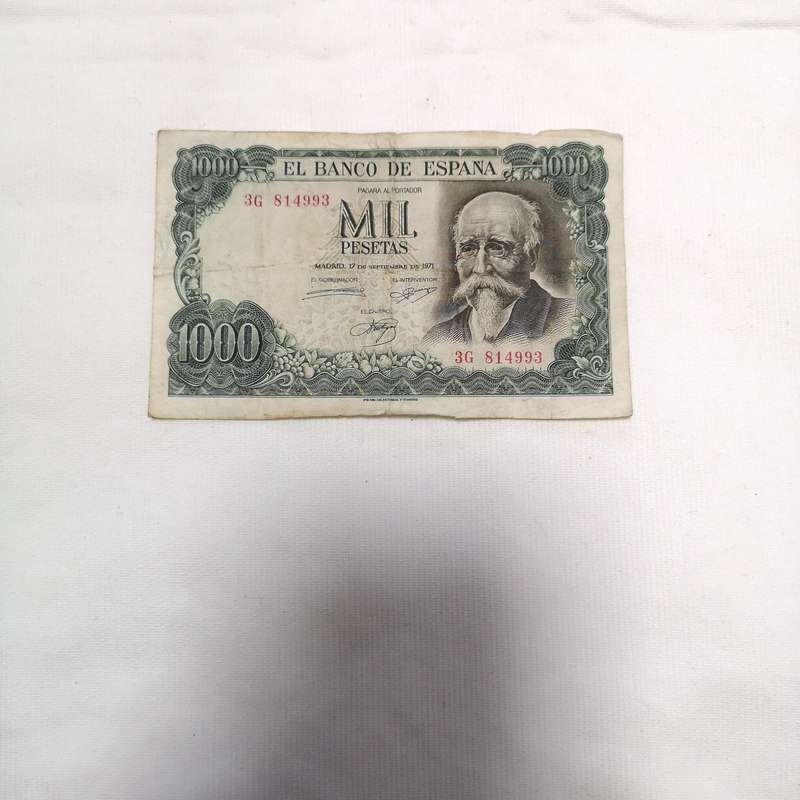 1000 EL BANCO DE ESPAÑA 1000
PAGARA AL PORTADOR
3G 814993
MIL
PESETAS
MADRID, 17 DE SEPTIEMBRE DE 1971
EL GOBERNADOR EL INTERVENTOR
EL CAJERO
1000
3G 814993